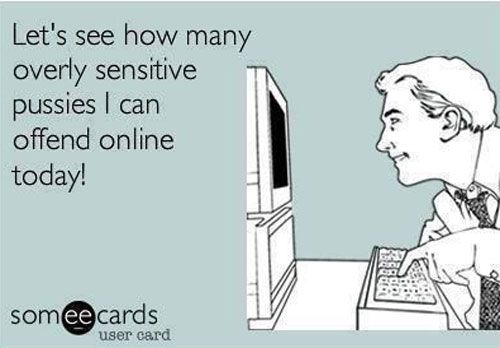 Let's see how many
overly sensitive
pussies I can
offend online
today!
someecards
user card